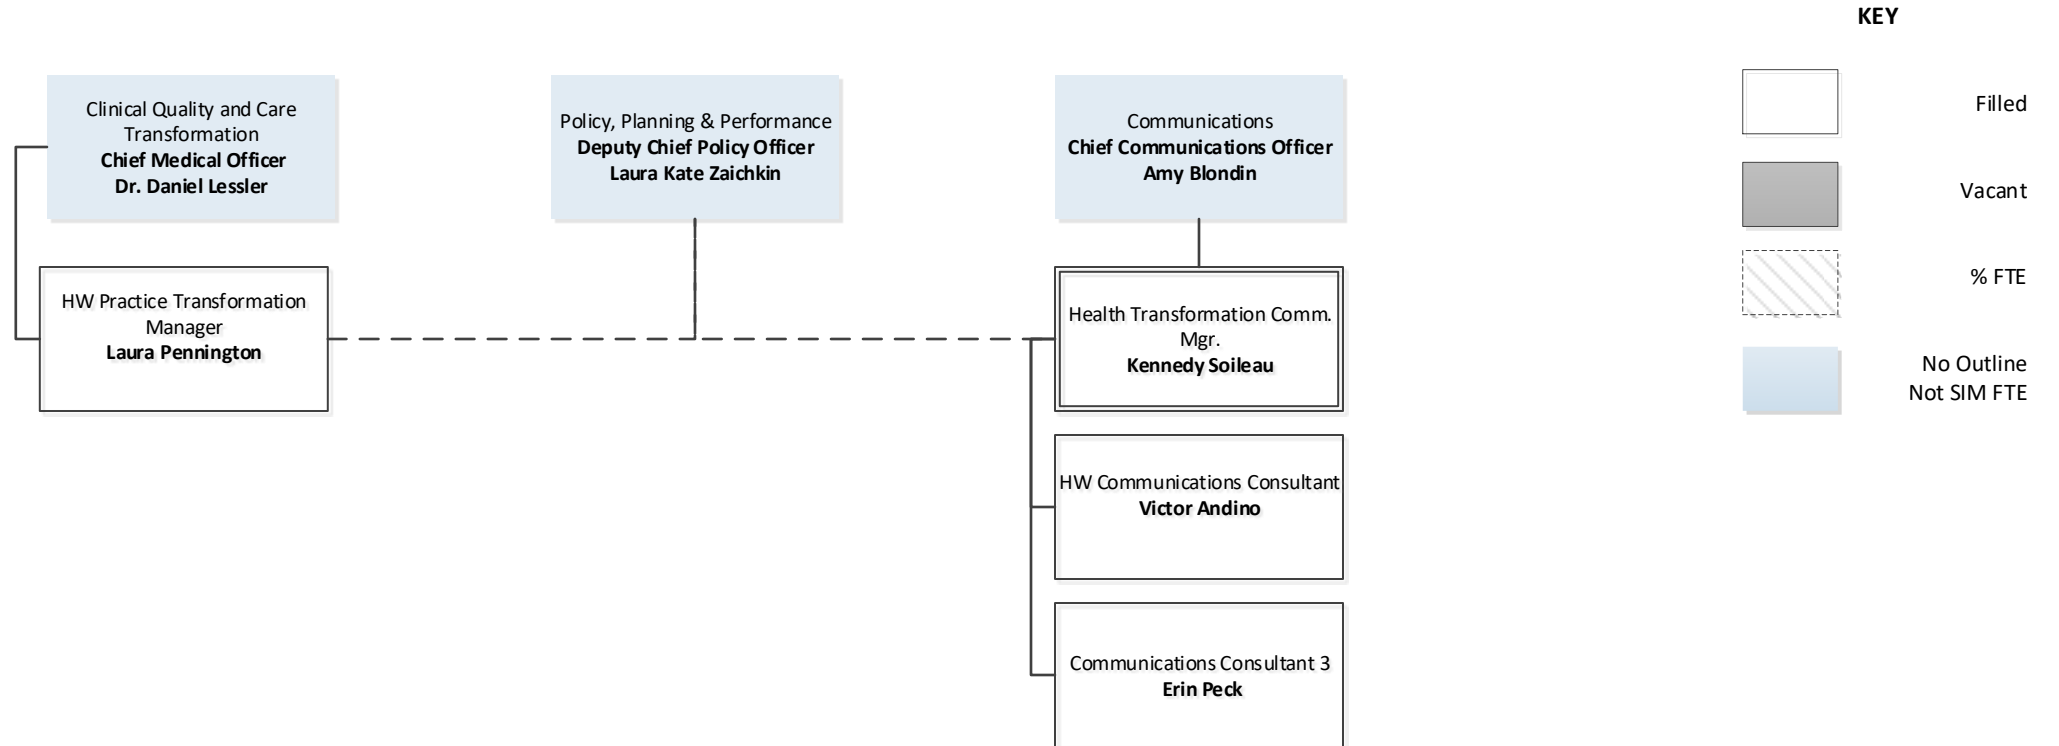 KEY
Clinical Quality and Care
Transformation
Chief Medical Officer
Dr. Daniel Lessler
Policy, Planning & Performance
Deputy Chief Policy Officer
Laura Kate Zaichkin
Communications
Chief Communications Officer
Amy Blondin
Filled
Vacant
% FTE
No Outline
Not SIM FTE
HW Practice Transformation
Manager
Laura Pennington
Health Transformation Comm.
Mgr.
Kennedy Soileau
HW Communications Consultant
Victor Andino
Communications Consultant 3
Erin Peck